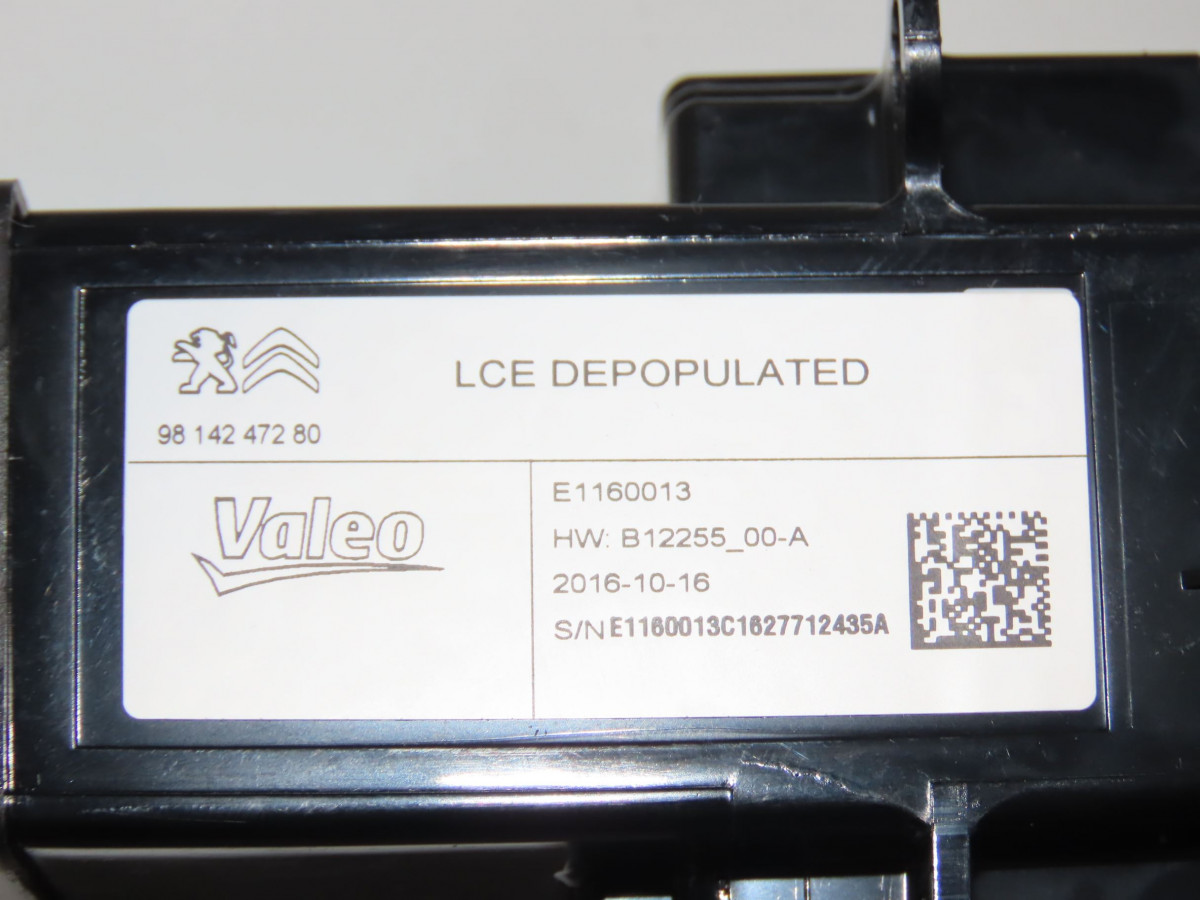 LCE DEPOPULATED
98 142 472 80
Valeo
E1160013
HW: B12255_00-A
2016-10-16
S/N E1160013C1627712435A